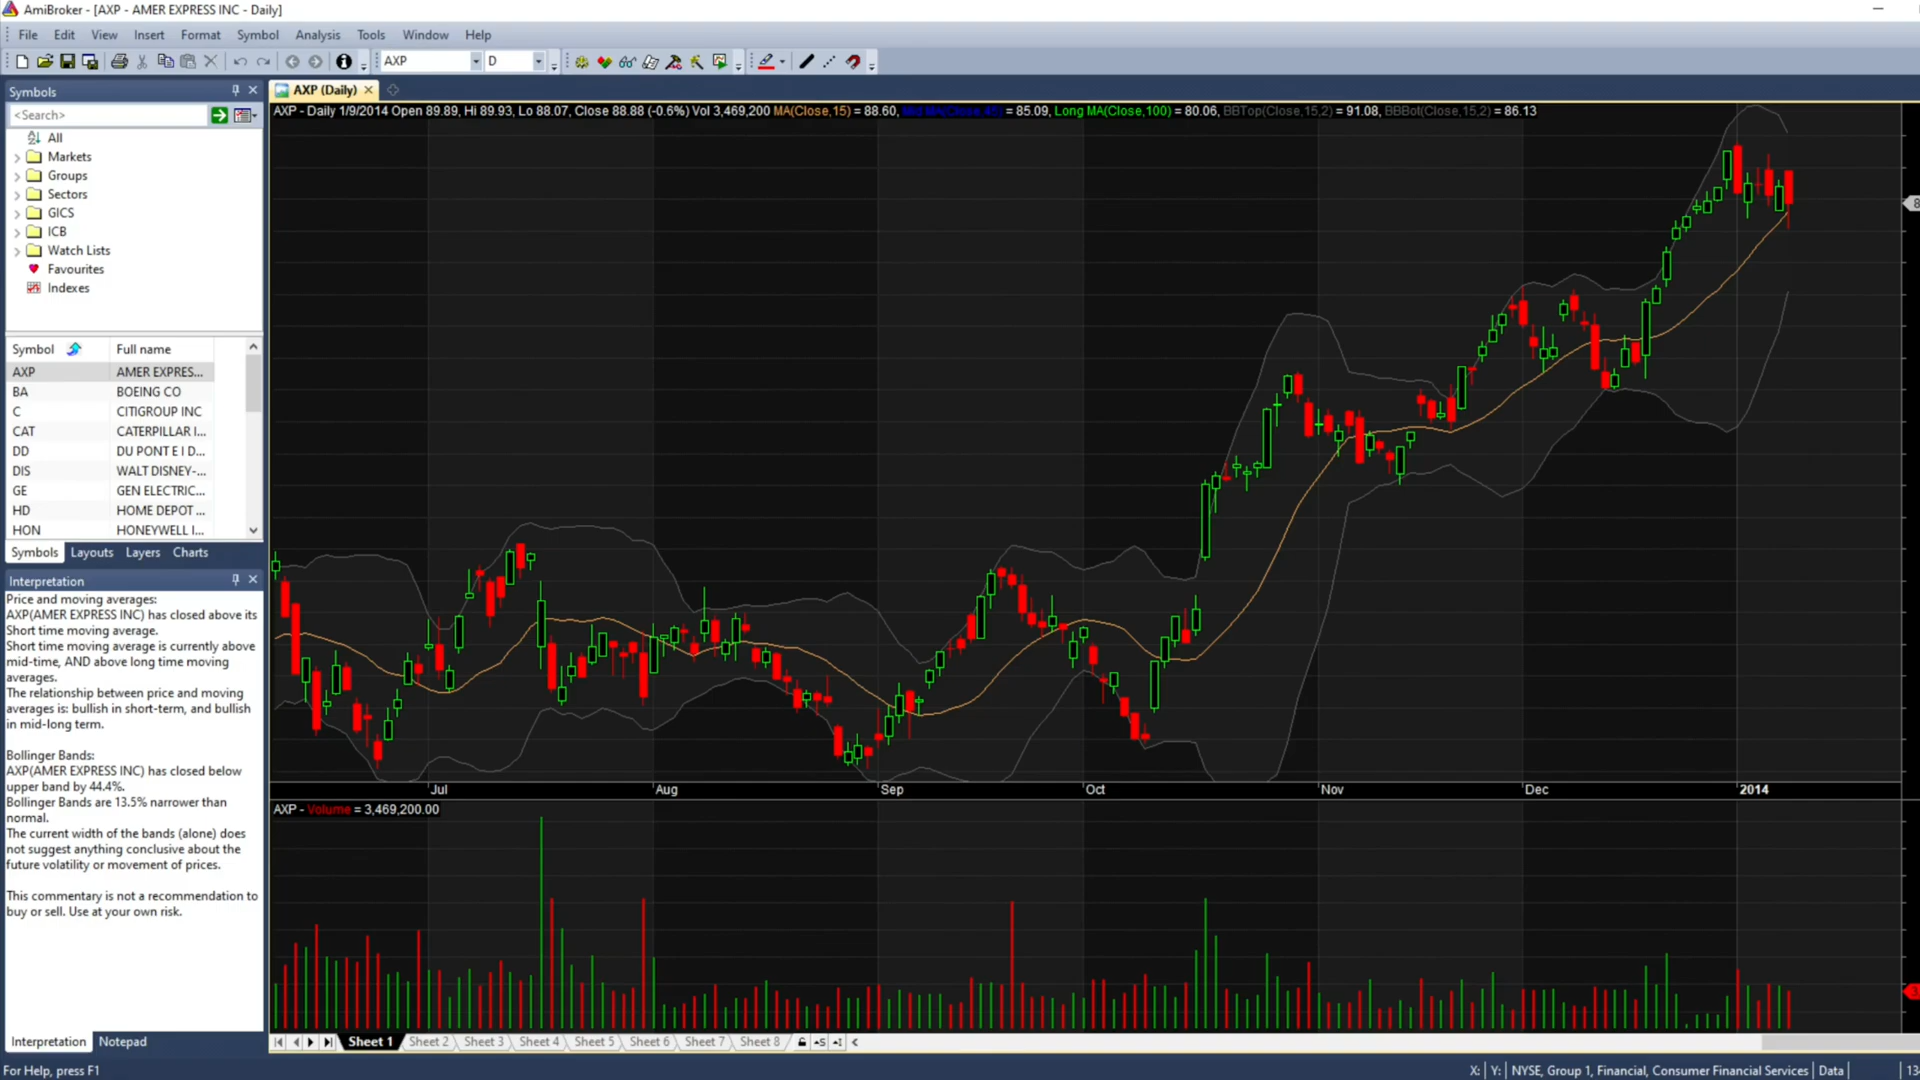 AmiBroker - [AXP - AMER EXPRESS INC - Daily]
File Edit View Insert Format Symbol Analysis Tools Window Help
AXP D
Symbols
AXP (Daily)
<Search>
AXP - Daily 1/9/2014 Open 89.89, Hi 89.93, Lo 88.07, Close 88.88 (-0.6%) Vol 3,469,200 MA(Close,15) = 88.60, = 85.09, Long MA(Close,100) = 80.06, BBTop(Close,15,2) = 91.08, BBBot(Close,15,2) = 86.13
All
Markets
Groups
Sectors
GICS
ICB
Watch Lists
Favourites
Indexes
Symbol Full name
AXP AMER EXPRES...
BA BOEING CO
C CITIGROUP INC
CAT CATERPILLAR I...
DD DU PONT E I D...
DIS WALT DISNEY-...
GE GEN ELECTRIC...
HD HOME DEPOT ...
HON HONEYWELL I...
Symbols Layouts Layers Charts
Interpretation
Price and moving averages:
AXP(AMER EXPRESS INC) has closed above its
Short time moving average.
Short time moving average is currently above
mid-time, AND above long time moving
averages.
The relationship between price and moving
averages is: bullish in short-term, and bullish
in mid-long term.
Bollinger Bands:
AXP(AMER EXPRESS INC) has closed below
upper band by 44.4%.
Bollinger Bands are 13.5% narrower than
normal.
The current width of the bands (alone) does
not suggest anything conclusive about the
future volatility or movement of prices.
This commentary is not a recommendation to
buy or sell. Use at your own risk.
Interpretation Notepad
Jul Aug Sep Oct Nov Dec 2014
AXP - Volume = 3,469,200.00
Sheet 1 Sheet 2 Sheet 3 Sheet 4 Sheet 5 Sheet 6 Sheet 7 Sheet 8
For Help, press F1
X: Y: NYSE, Group 1, Financial, Consumer Financial Services Data